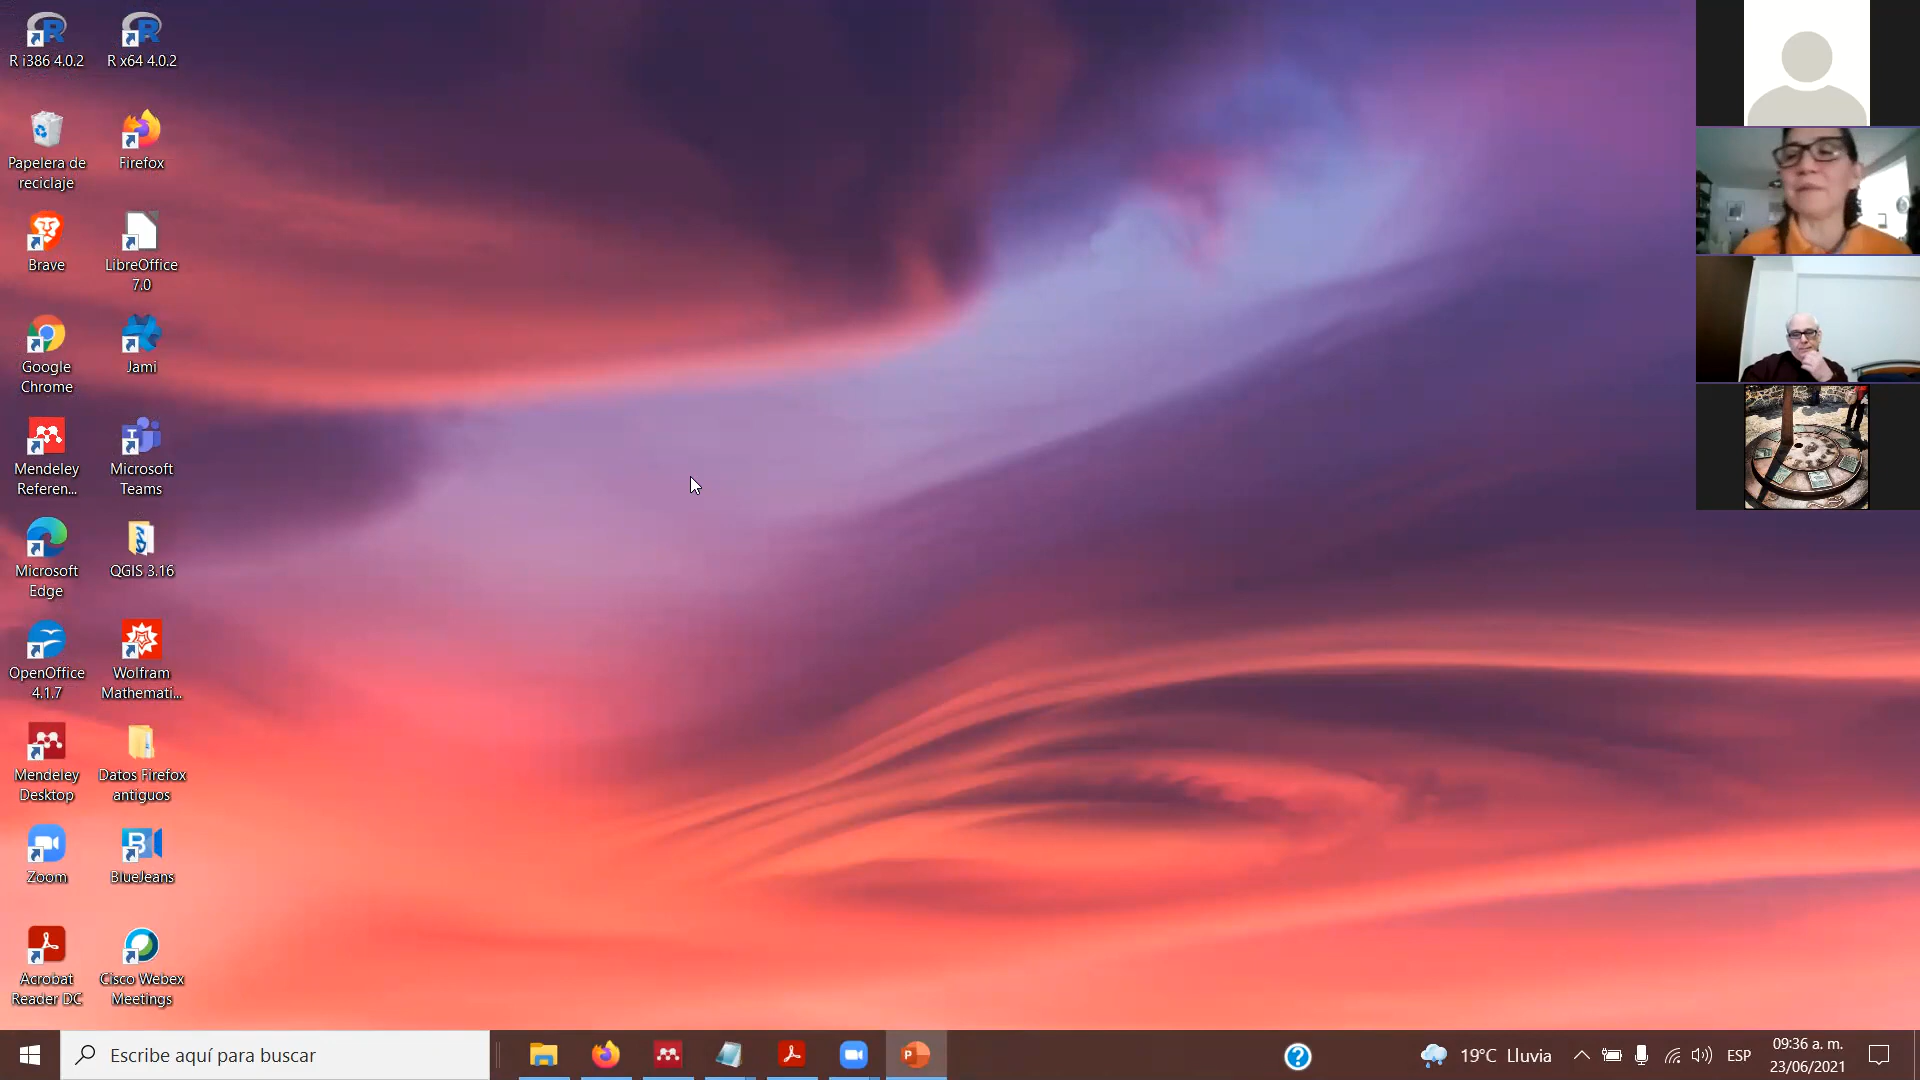 R i386 4.0.2
R x64 4.0.2
Papelera de
reciclaje
Firefox
Brave
LibreOffice
7.0
Google
Chrome
Jami
Mendeley
Referen...
Microsoft
Teams
Microsoft
Edge
QGIS 3.16
OpenOffice
4.1.7
Wolfram
Mathemati...
Mendeley
Desktop
Datos Firefox
antiguos
Zoom
BlueJeans
Acrobat
Reader DC
Cisco Webex
Meetings
Escribe aquí para buscar
19°C Lluvia
ESP
09:36 a. m.
23/06/2021